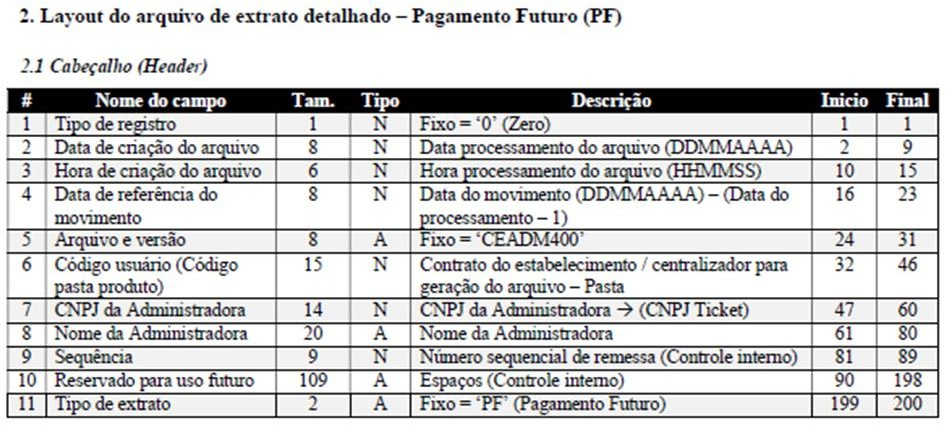 2. Layout do arquivo de extrato detalhado – Pagamento Futuro (PF)
2.1 Cabeçalho (Header)
# Nome do campo Tam. Tipo Descrição Inicio Final
1 Tipo de registro 1 N Fixo = ‘0’ (Zero) 1 1
2 Data de criação do arquivo 8 N Data processamento do arquivo (DDMMAAAA) 2 9
3 Hora de criação do arquivo 6 N Hora processamento do arquivo (HHMMSS) 10 15
4 Data de referência do 8 N Data do movimento (DDMMAAAA) – (Data do 16 23
movimento processamento – 1)
5 Arquivo e versão 8 A Fixo = ‘CEADM400’ 24 31
6 Código usuário (Código 15 N Contrato do estabelecimento / centralizador para 32 46
pasta produto) geração do arquivo – Pasta
7 CNPJ da Administradora 14 N CNPJ da Administradora → (CNPJ Ticket) 47 60
8 Nome da Administradora 20 A Nome da Administradora 61 80
9 Sequência 9 N Número sequencial de remessa (Controle interno) 81 89
10 Reservado para uso futuro 109 A Espaços (Controle interno) 90 198
11 Tipo de extrato 2 A Fixo = ‘PF’ (Pagamento Futuro) 199 200